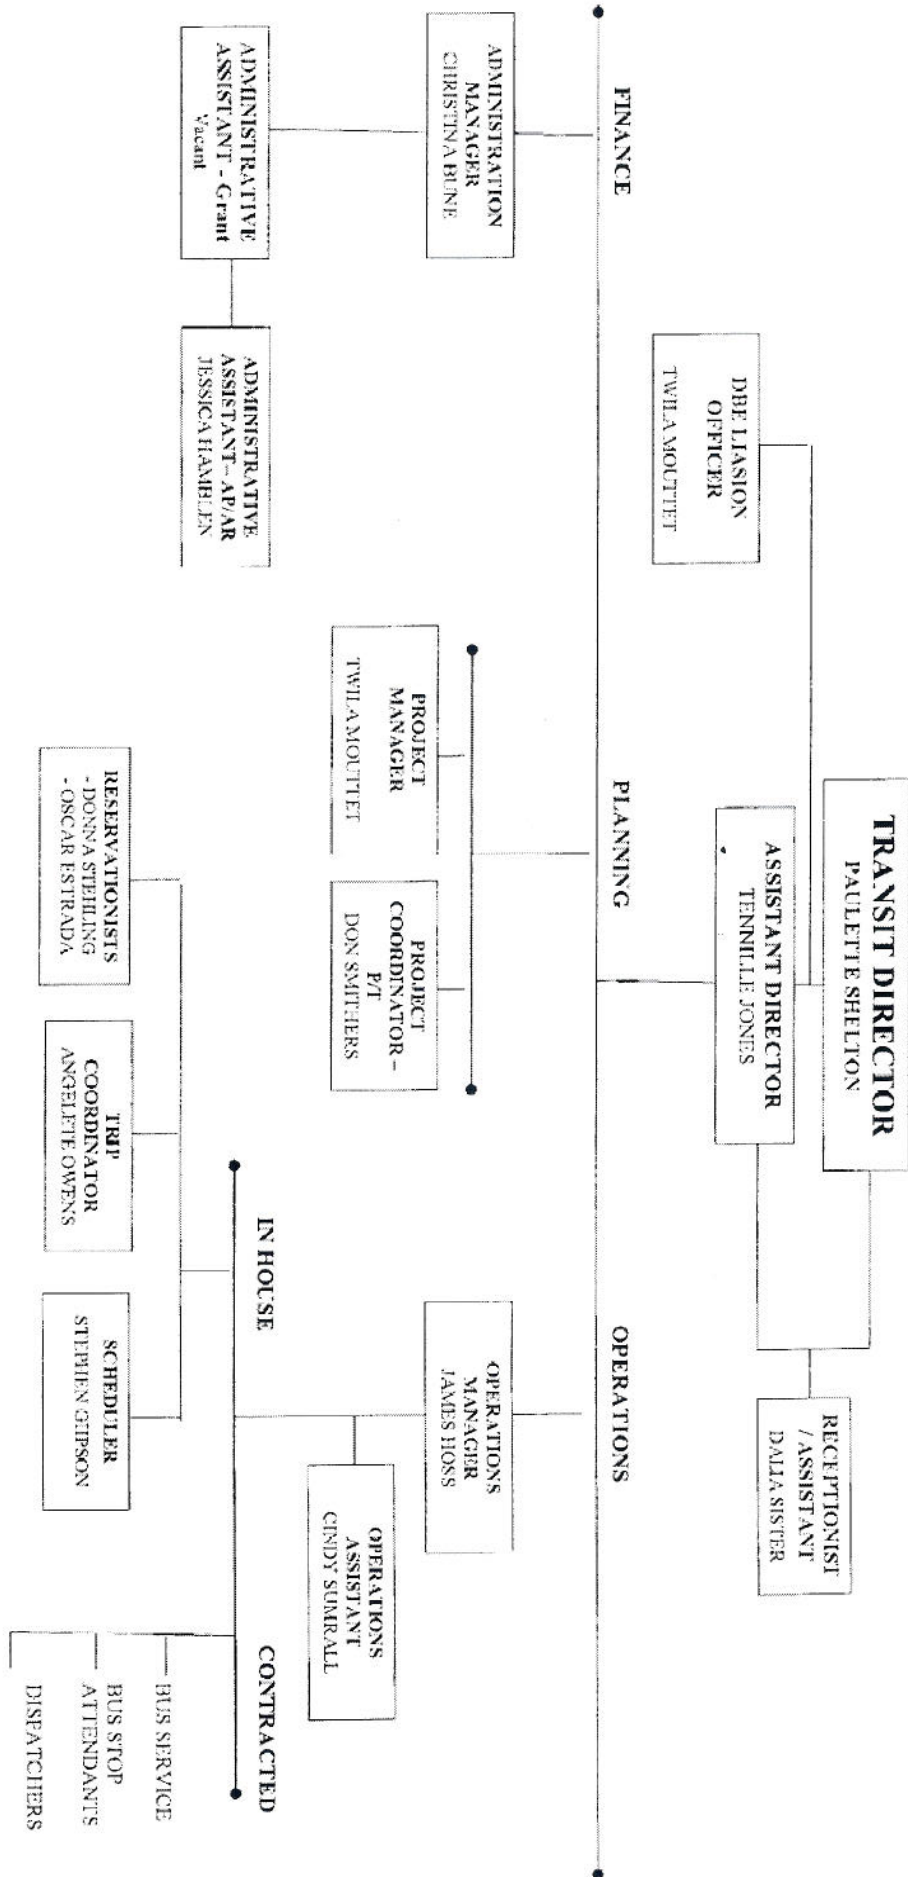 TRANSIT DIRECTOR
PAULETTE SHELTON
ASSISTANT DIRECTOR
TENNILLE JONES
RECEPTIONIST
/ ASSISTANT
DALIA SISTER
DBE LIASION
OFFICER
TWILA MOUTTET
FINANCE
PLANNING
OPERATIONS
ADMINISTRATION
MANAGER
CHRISTINA BUNE
ADMINISTRATIVE
ASSISTANT - Grant
Vacant
ADMINISTRATIVE
ASSISTANT – AP/AR
JESSICA HAMBLEN
PROJECT
MANAGER
TWILA MOUTTET
PROJECT
COORDINATOR –
P/T
DON SMITHERS
OPERATIONS
MANAGER
JAMES HOSS
OPERATIONS
ASSISTANT
CINDY SUMRALL
IN HOUSE
CONTRACTED
RESERVATIONISTS
- DONNA STEHLING
- OSCAR ESTRADA
TRIP
COORDINATOR
ANGELETE OWENS
SCHEDULER
STEPHEN GHPSON
BUS SERVICE
BUS STOP
ATTENDANTS
DISPATCHERS